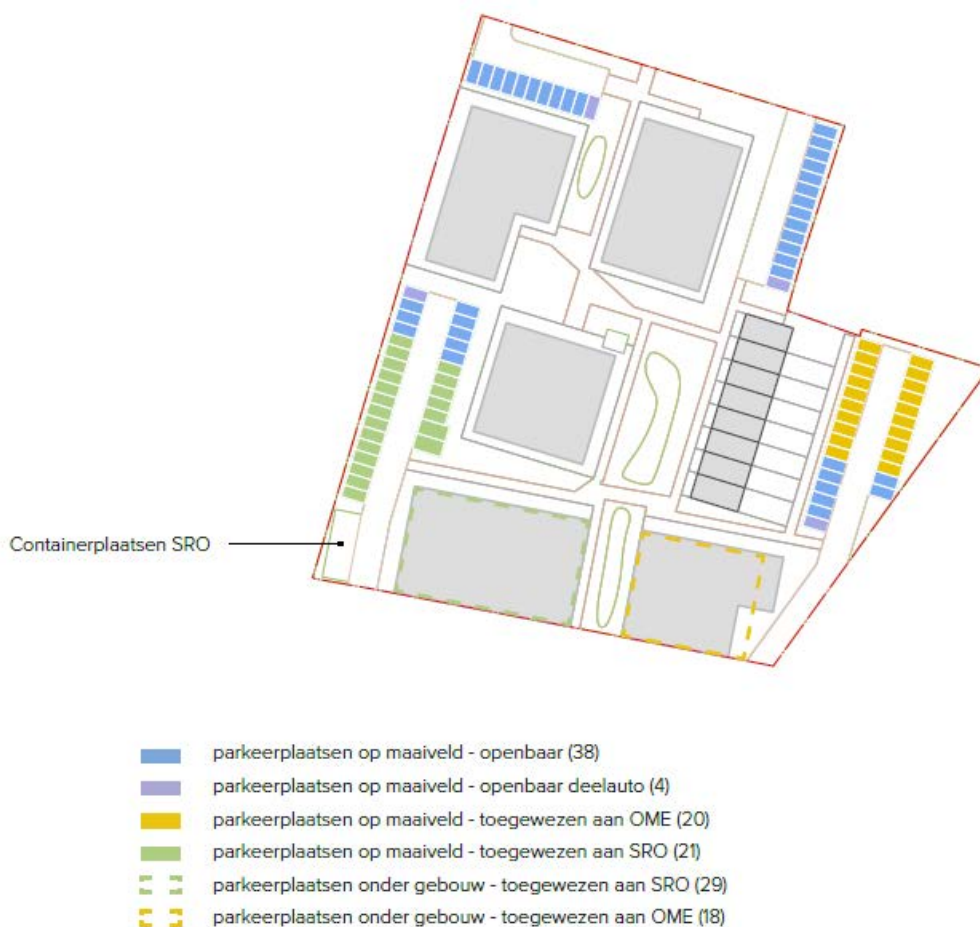 Containerplaatsen SRO
parkeerplaatsen op maaiveld - openbaar (38)
parkeerplaatsen op maaiveld - openbaar deelauto (4)
parkeerplaatsen op maaiveld - toegewezen aan OME (20)
parkeerplaatsen op maaiveld - toegewezen aan SRO (21)
parkeerplaatsen onder gebouw - toegewezen aan SRO (29)
parkeerplaatsen onder gebouw - toegewezen aan OME (18)